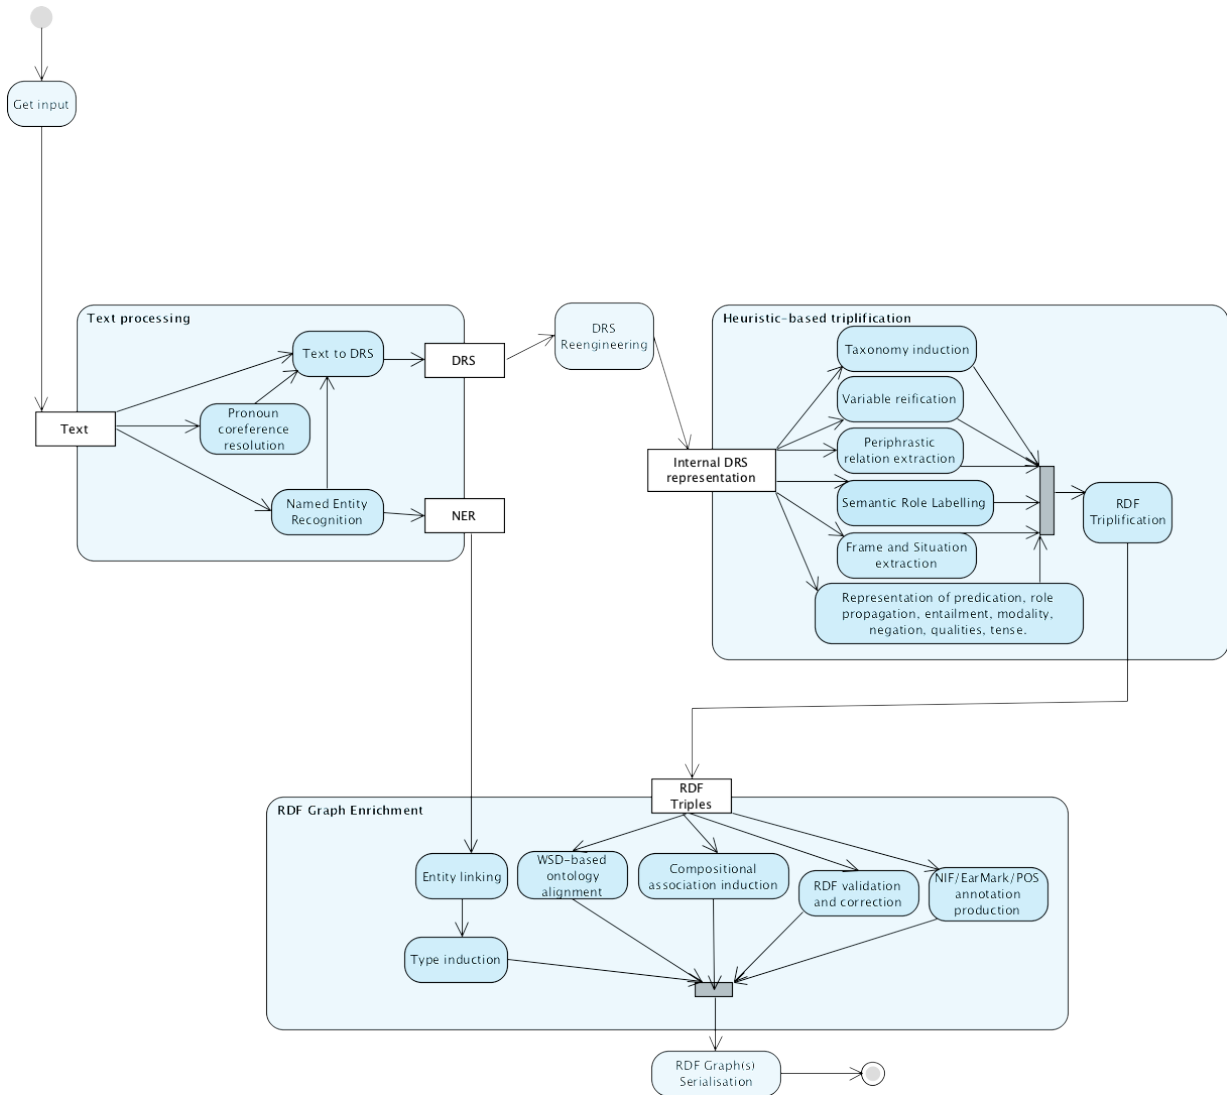 Get input
Text processing
Text to DRS
DRS
Pronoun
coreference
resolution
Text
Named Entity
Recognition
NER
DRS
Reengineering
Heuristic-based triplification
Taxonomy induction
Variable reification
Periphrastic
relation extraction
Internal DRS
representation
Semantic Role Labelling
RDF
Triplification
Frame and Situation
extraction
Representation of predication, role
propagation, entailment, modality,
negation, qualities, tense.
RDF
Triples
RDF Graph Enrichment
Entity linking
WSD-based
ontology
alignment
Compositional
association induction
RDF validation
and correction
NIF/EarMark/POS
annotation
production
Type induction
RDF Graph(s)
Serialisation